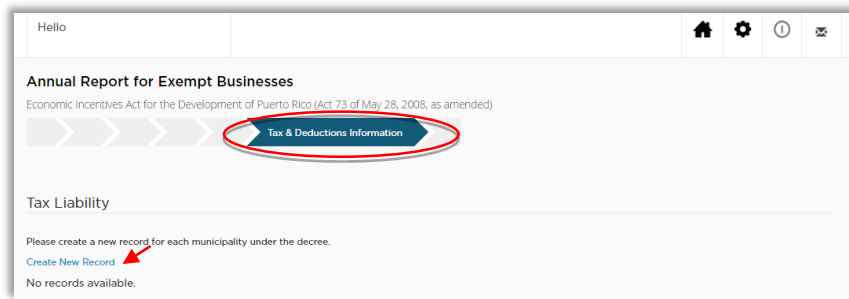 Hello
Annual Report for Exempt Businesses
Economic Incentives Act for the Development of Puerto Rico (Act 73 of May 28, 2008, as amended)
Tax & Deductions Information
Tax Liability
Please create a new record for each municipality under the decree.
Create New Record
No records available.